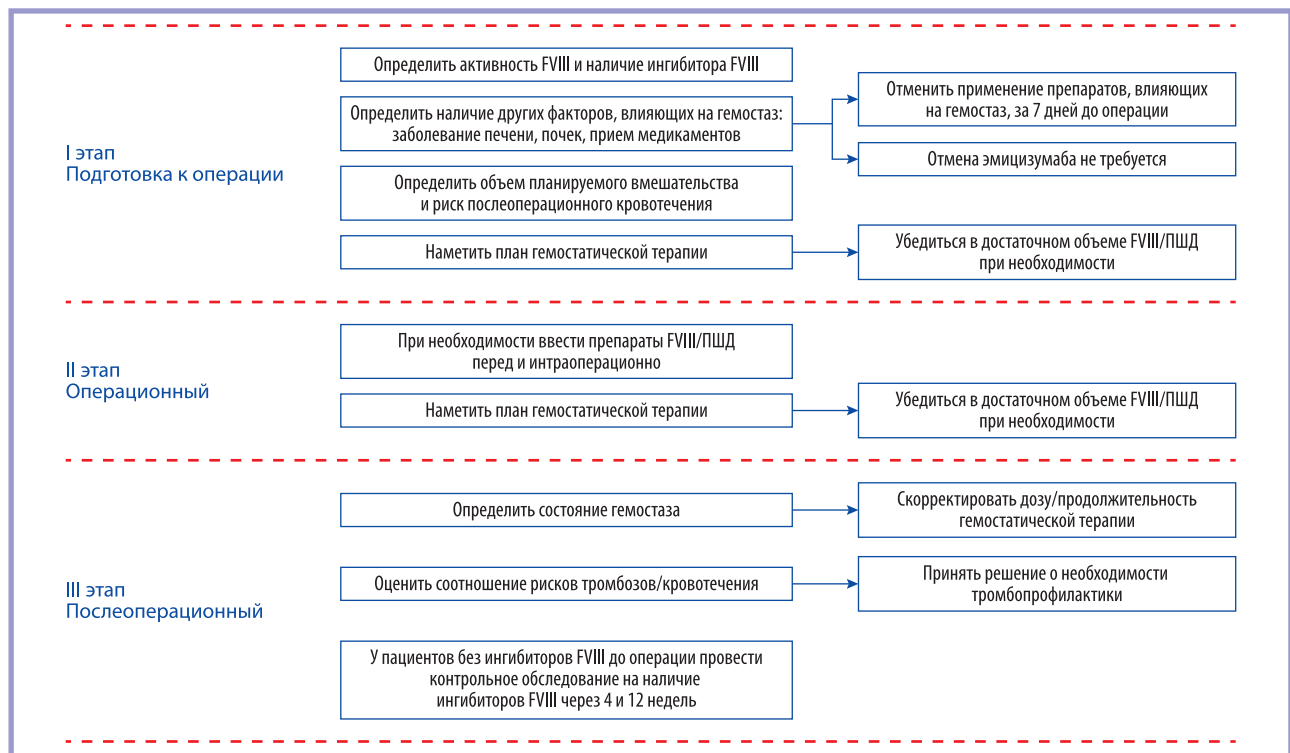 I этап
Подготовка к операции
Определить активность FVIII и наличие ингибитора FVIII
Определить наличие других факторов, влияющих на гемостаз:
заболевание печени, почек, прием медикаментов
Отменить применение препаратов, влияющих
на гемостаз, за 7 дней до операции
Отмена эмицизумаба не требуется
Определить объем планируемого вмешательства
и риск послеоперационного кровотечения
Наметить план гемостатической терапии
Убедиться в достаточном объеме FVIII/ПШД
при необходимости
II этап
Операционный
При необходимости ввести препараты FVIII/ПШД
перед и интраоперационно
Наметить план гемостатической терапии
Убедиться в достаточном объеме FVIII/ПШД
при необходимости
III этап
Послеоперационный
Определить состояние гемостаза
Скорректировать дозу/продолжительность
гемостатической терапии
Оценить соотношение рисков тромбозов/кровотечения
Принять решение о необходимости
тромбопрофилактики
У пациентов без ингибиторов FVIII до операции провести
контрольное обследование на наличие
ингибиторов FVIII через 4 и 12 недель